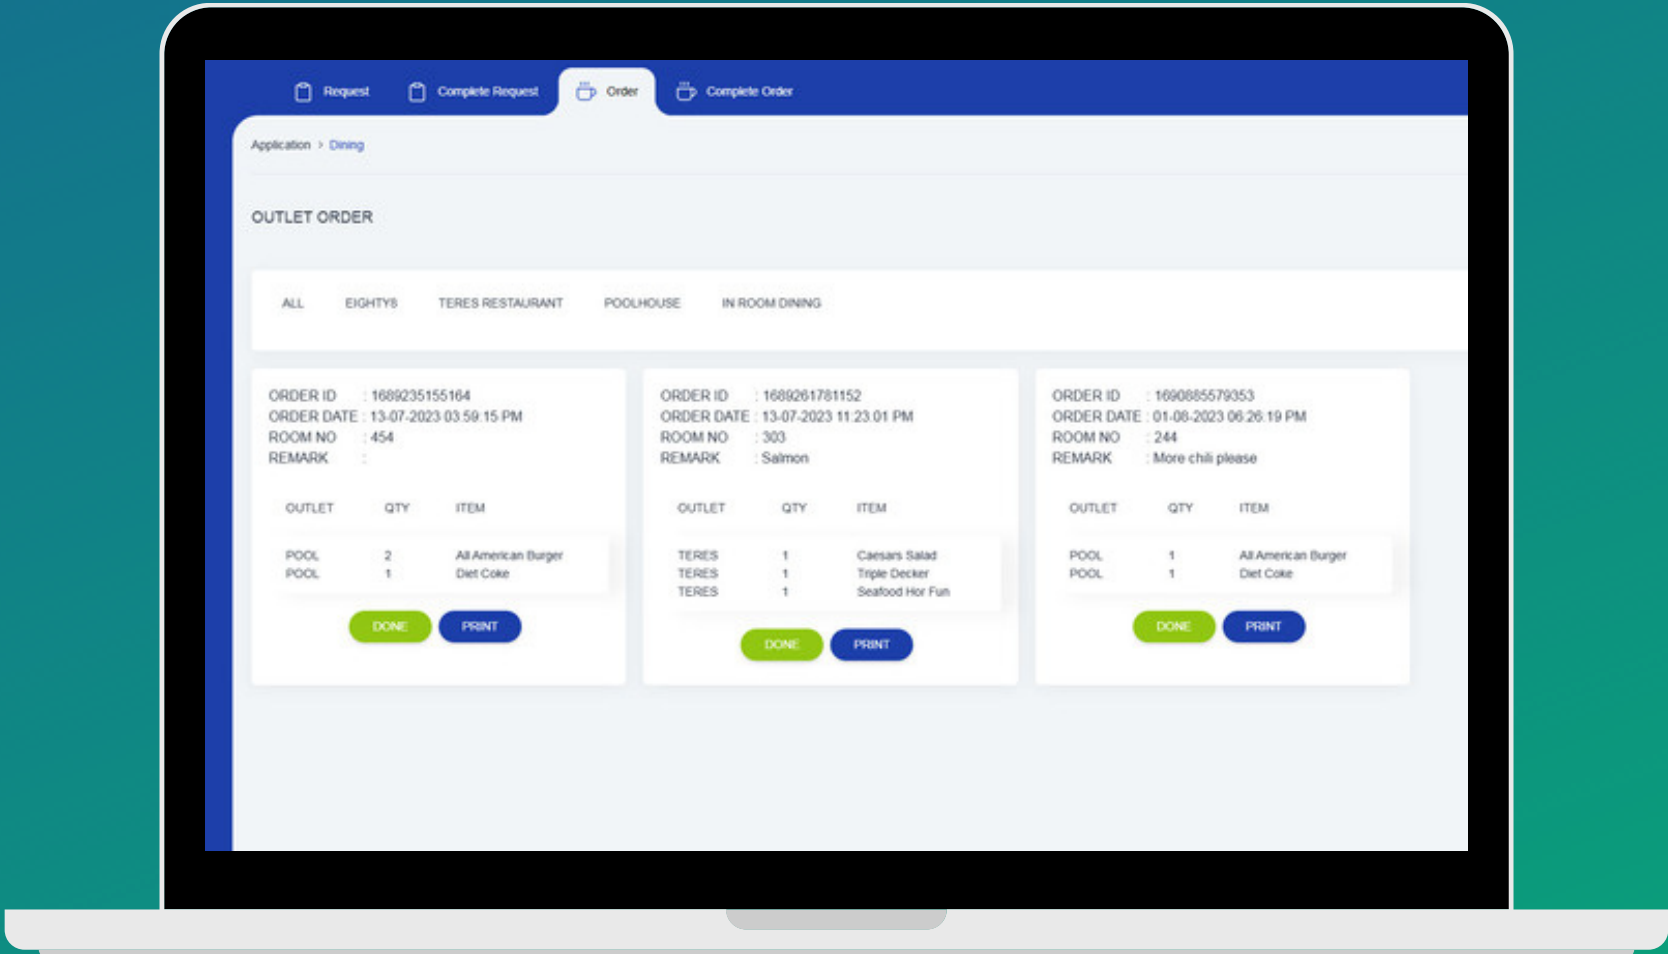 Request Complete Request Order Complete Order
Application > Dining
OUTLET ORDER
ALL EIGHTY8 TERES RESTAURANT POOLHOUSE IN ROOM DINING
ORDER ID : 1689235155164
ORDER DATE : 13-07-2023 03:59:15 PM
ROOM NO : 454
REMARK :
OUTLET QTY ITEM
POOL 2 All American Burger
POOL 1 Diet Coke
DONE PRINT
ORDER ID : 1689261781152
ORDER DATE : 13-07-2023 11:23:01 PM
ROOM NO : 303
REMARK : Salmon
OUTLET QTY ITEM
TERES 1 Caesars Salad
TERES 1 Triple Decker
TERES 1 Seafood Hor Fun
DONE PRINT
ORDER ID : 1690885579353
ORDER DATE : 01-08-2023 06:26:19 PM
ROOM NO : 244
REMARK : More chili please
OUTLET QTY ITEM
POOL 1 All American Burger
POOL 1 Diet Coke
DONE PRINT